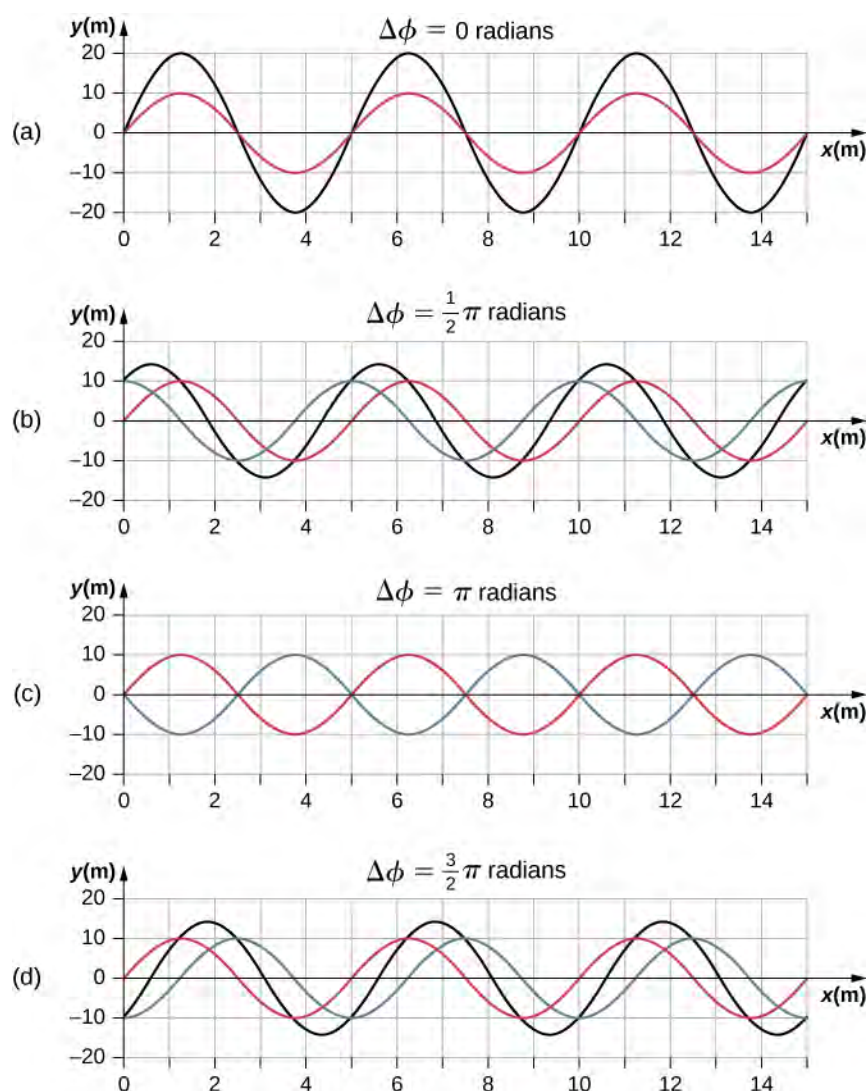 y(m)
Δϕ = 0 radians
20
10
(a)
0
x(m)
−10
−20
0 2 4 6 8 10 12 14
y(m)
Δϕ = 1/2 π radians
20
10
(b)
0
x(m)
−10
−20
0 2 4 6 8 10 12 14
y(m)
Δϕ = π radians
20
10
(c)
0
x(m)
−10
−20
0 2 4 6 8 10 12 14
y(m)
Δϕ = 3/2 π radians
20
10
(d)
0
x(m)
−10
−20
0 2 4 6 8 10 12 14